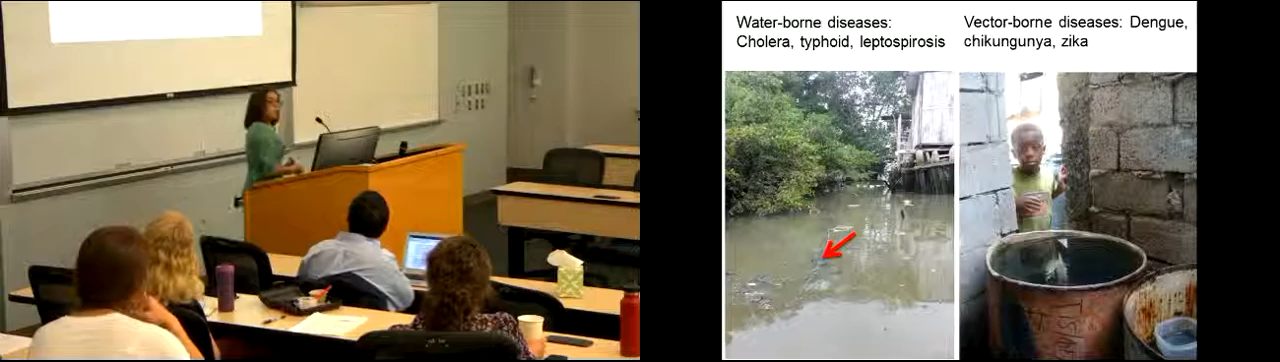 Water-borne diseases:
Cholera, typhoid, leptospirosis
Vector-borne diseases: Dengue,
chikungunya, zika